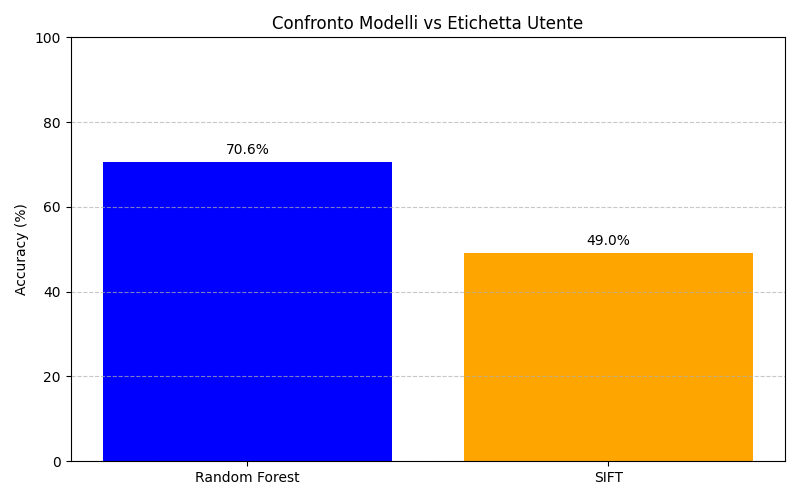 Confronto Modelli vs Etichetta Utente
Accuracy (%)
100
80
60
40
20
0
70.6%
49.0%
Random Forest
SIFT